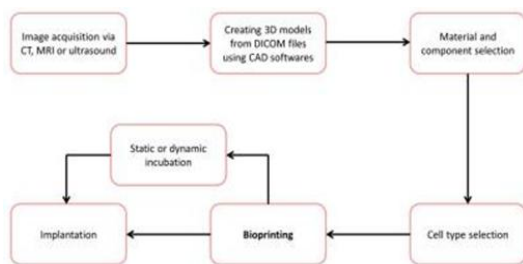 Image acquisition via
CT, MRI or ultrasound
Creating 3D models
from DICOM files
using CAD softwares
Material and
component selection
Static or dynamic
incubation
Implantation
Bioprinting
Cell type selection